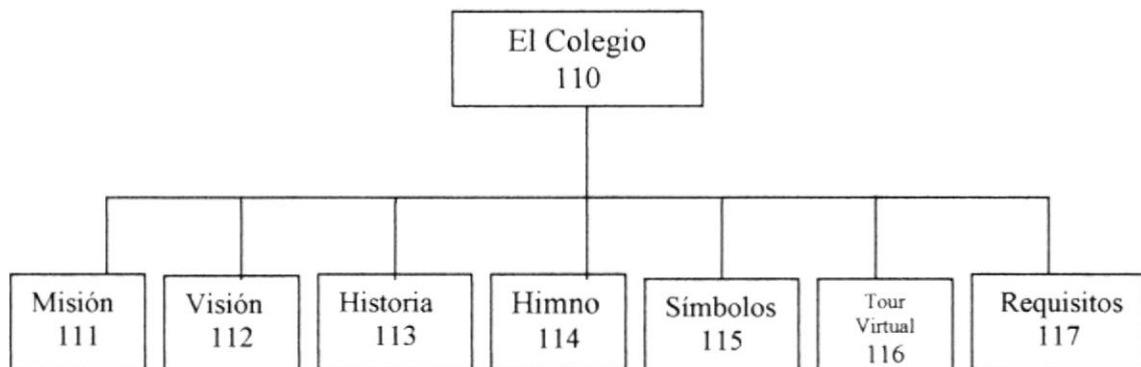 El Colegio
110
Misión
111
Visión
112
Historia
113
Himno
114
Símbolos
115
Tour
Virtual
116
Requisitos
117